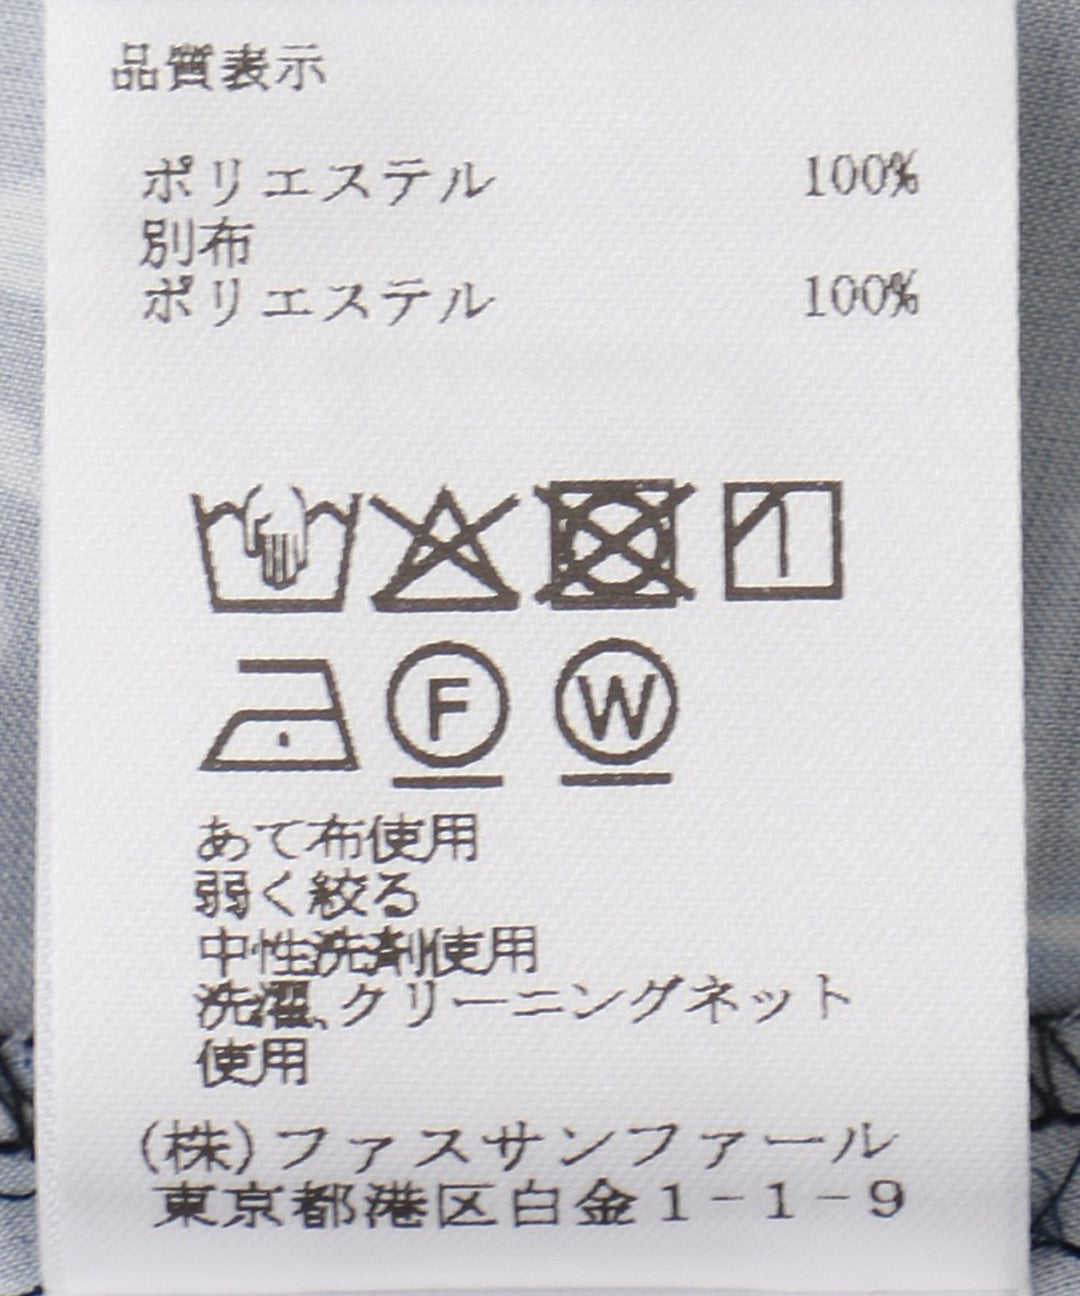 品質表示
ポリエステル 100%
別布
ポリエステル 100%
F W
あて布使用
弱く絞る
中性洗剤使用
洗濯、クリーニングネット
使用
(株)ファスサンファール
東京都港区白金1-1-9